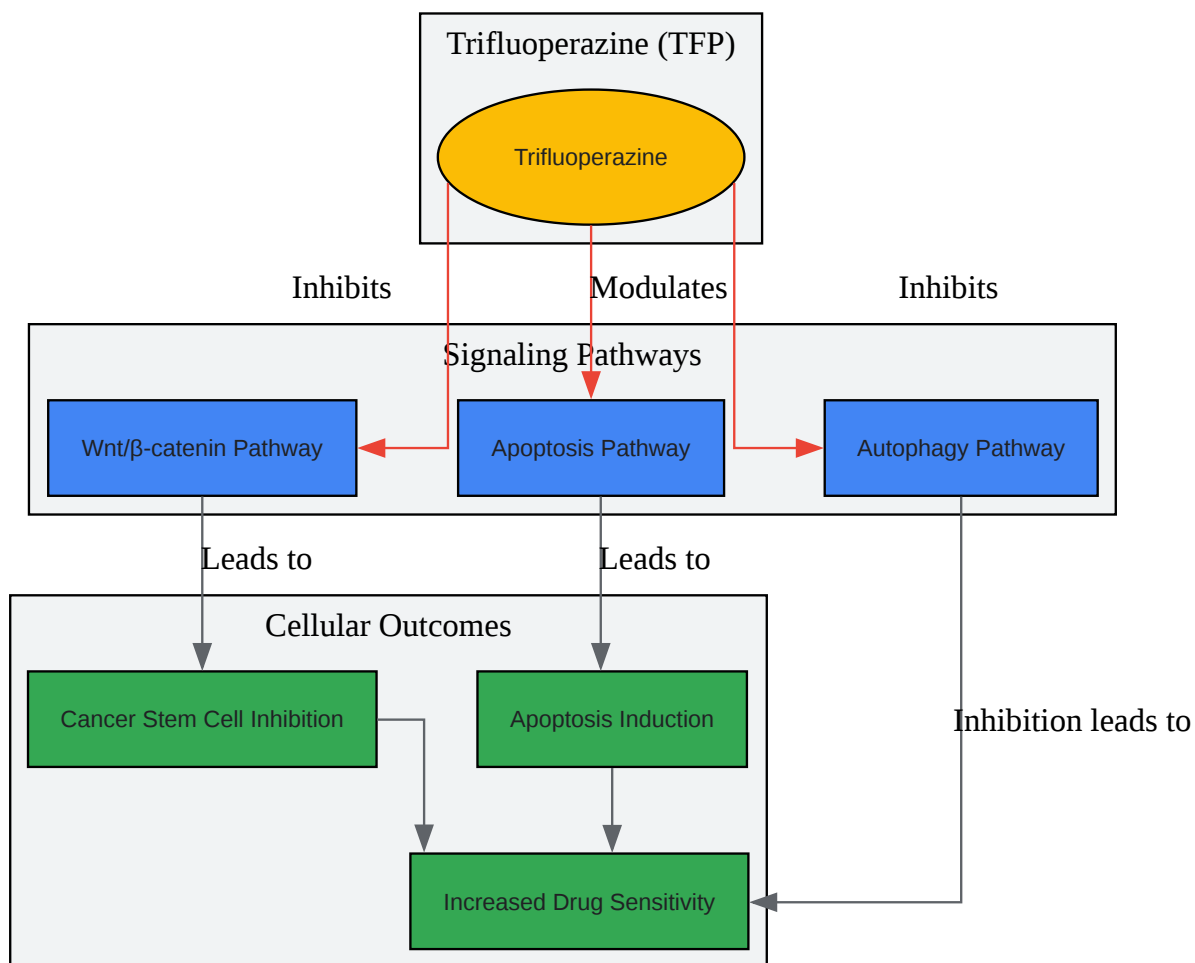 Trifluoperazine (TFP)
Trifluoperazine
Inhibits
Modulates
Inhibits
Signaling Pathways
Wnt/β-catenin Pathway
Apoptosis Pathway
Autophagy Pathway
Leads to
Leads to
Cellular Outcomes
Cancer Stem Cell Inhibition
Apoptosis Induction
Inhibition leads to
Increased Drug Sensitivity